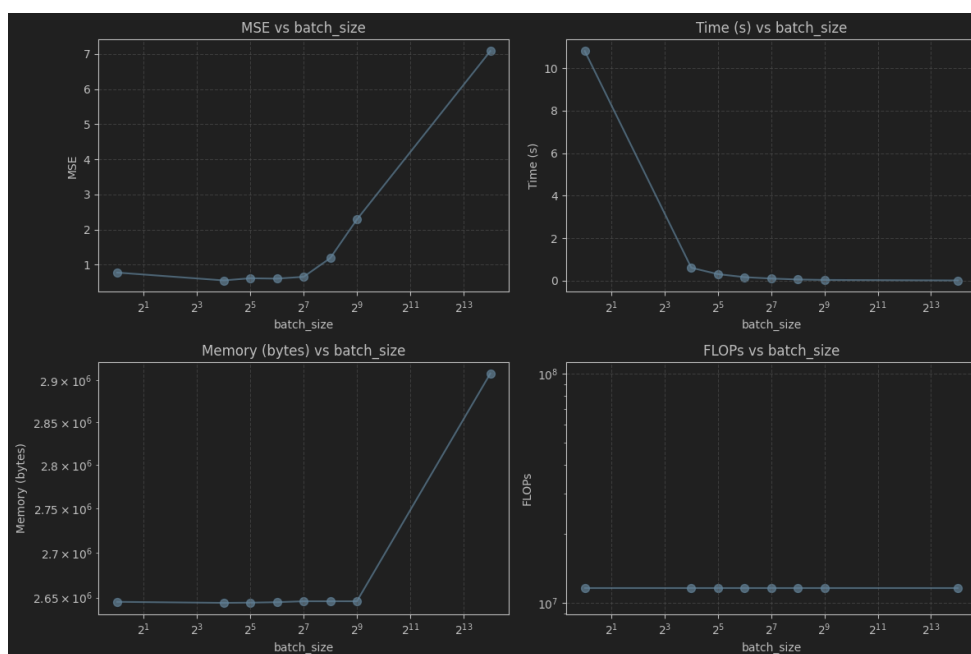 MSE vs batch_size
7
6
5
4
3
2
1
MSE
2^1 2^3 2^5 2^7 2^9 2^11 2^13
batch_size
Time (s) vs batch_size
10
8
6
4
2
0
Time (s)
2^1 2^3 2^5 2^7 2^9 2^11 2^13
batch_size
Memory (bytes) vs batch_size
2.9 × 10^6
2.85 × 10^6
2.8 × 10^6
2.75 × 10^6
2.7 × 10^6
2.65 × 10^6
Memory (bytes)
2^1 2^3 2^5 2^7 2^9 2^11 2^13
batch_size
FLOPs vs batch_size
10^8
10^7
FLOPs
2^1 2^3 2^5 2^7 2^9 2^11 2^13
batch_size